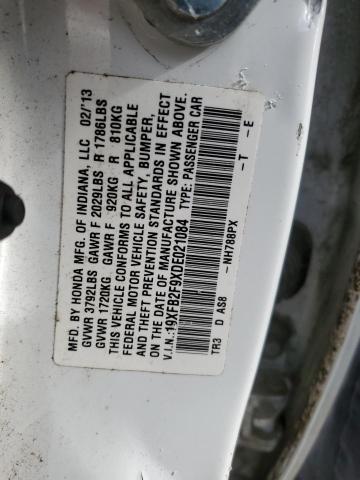 MFD. BY HONDA MFG. OF INDIANA, LLC 02/'13
GVWR 3792LBS GAWR F 2029LBS R 1786LBS
GVWR 1720KG GAWR F 920KG R 810KG
THIS VEHICLE CONFORMS TO ALL APPLICABLE
FEDERAL MOTOR VEHICLE SAFETY, BUMPER,
AND THEFT PREVENTION STANDARDS IN EFFECT
ON THE DATE OF MANUFACTURE SHOWN ABOVE.
V.I.N.:19XFB2F9XDE021084 TYPE: PASSENGER CAR
-NH788PX -T -E
TR3 D AS8